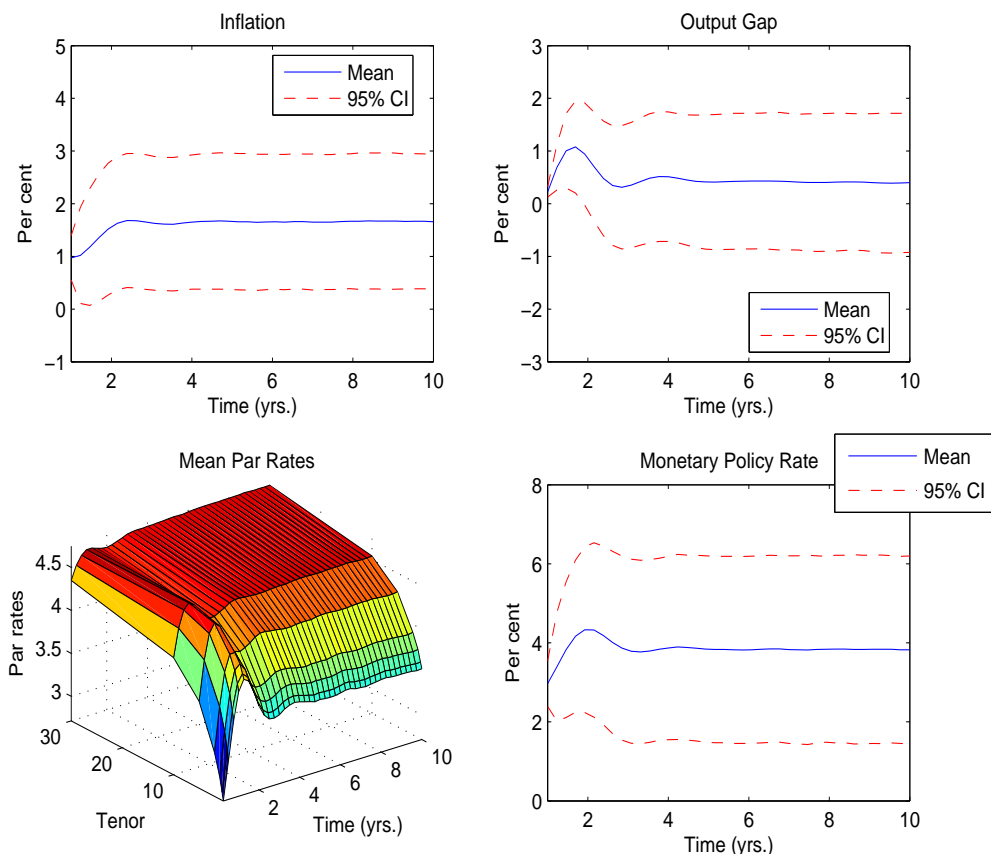 Inflation
5
4
3
2
1
0
−1
Per cent
2 4 6 8 10
Time (yrs.)
Mean
95% CI
Output Gap
3
2
1
0
−1
−2
−3
Per cent
2 4 6 8 10
Time (yrs.)
Mean
95% CI
Mean Par Rates
4.5
4
3.5
3
Par rates
30
20
10
Tenor
2 4 6 8 10
Time (yrs.)
Monetary Policy Rate
8
6
4
2
0
Per cent
2 4 6 8 10
Time (yrs.)
Mean
95% CI